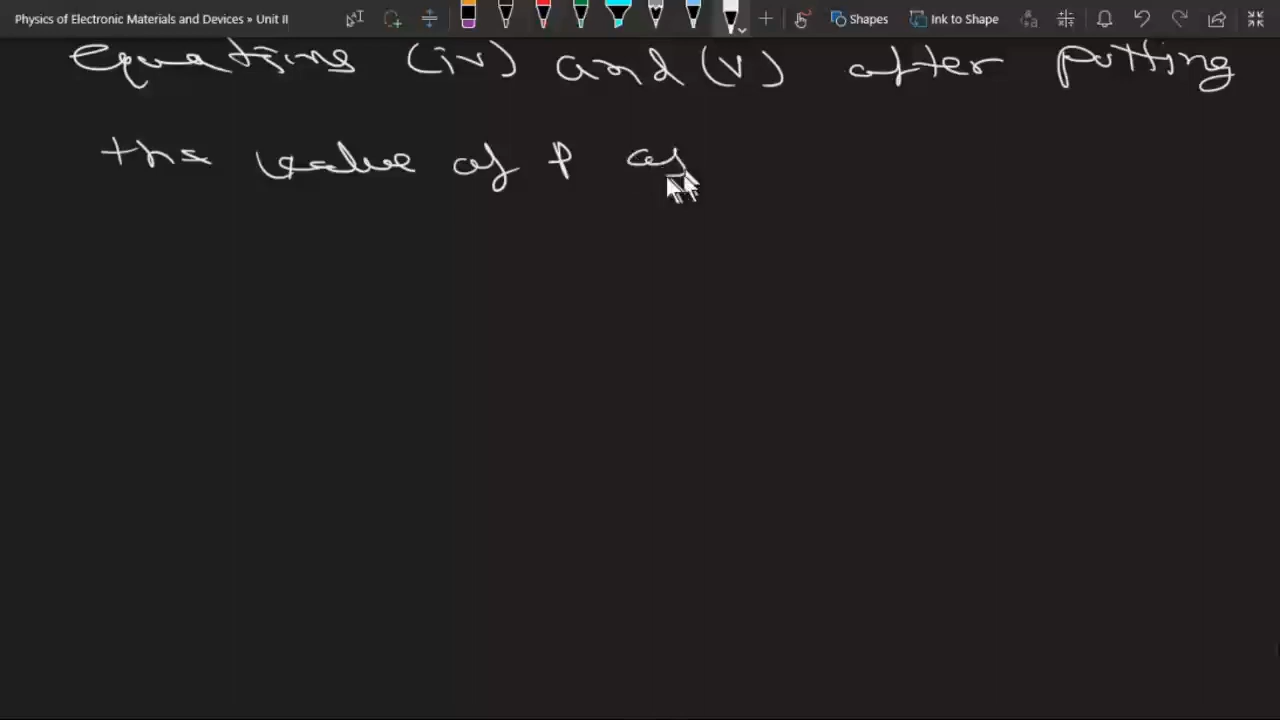 Physics of Electronic Materials and Devices » Unit II
Shapes
Ink to Shape
equations (iv) and (v) after putting
the value of p as